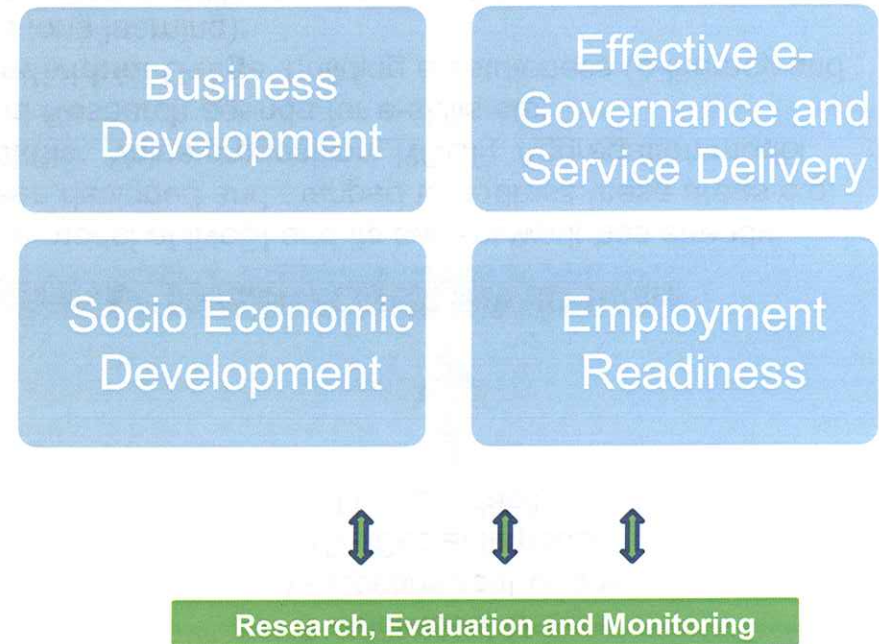 Business
Development
Effective e-
Governance and
Service Delivery
Socio Economic
Development
Employment
Readiness
Research, Evaluation and Monitoring